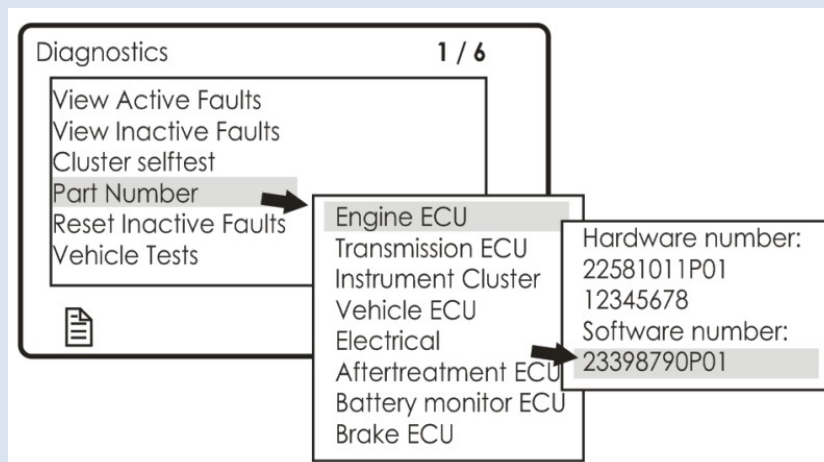 Diagnostics 1 / 6
View Active Faults
View Inactive Faults
Cluster selftest
Part Number
Reset Inactive Faults
Vehicle Tests
Engine ECU
Transmission ECU
Instrument Cluster
Vehicle ECU
Electrical
Aftertreatment ECU
Battery monitor ECU
Brake ECU
Hardware number:
22581011P01
12345678
Software number:
23398790P01